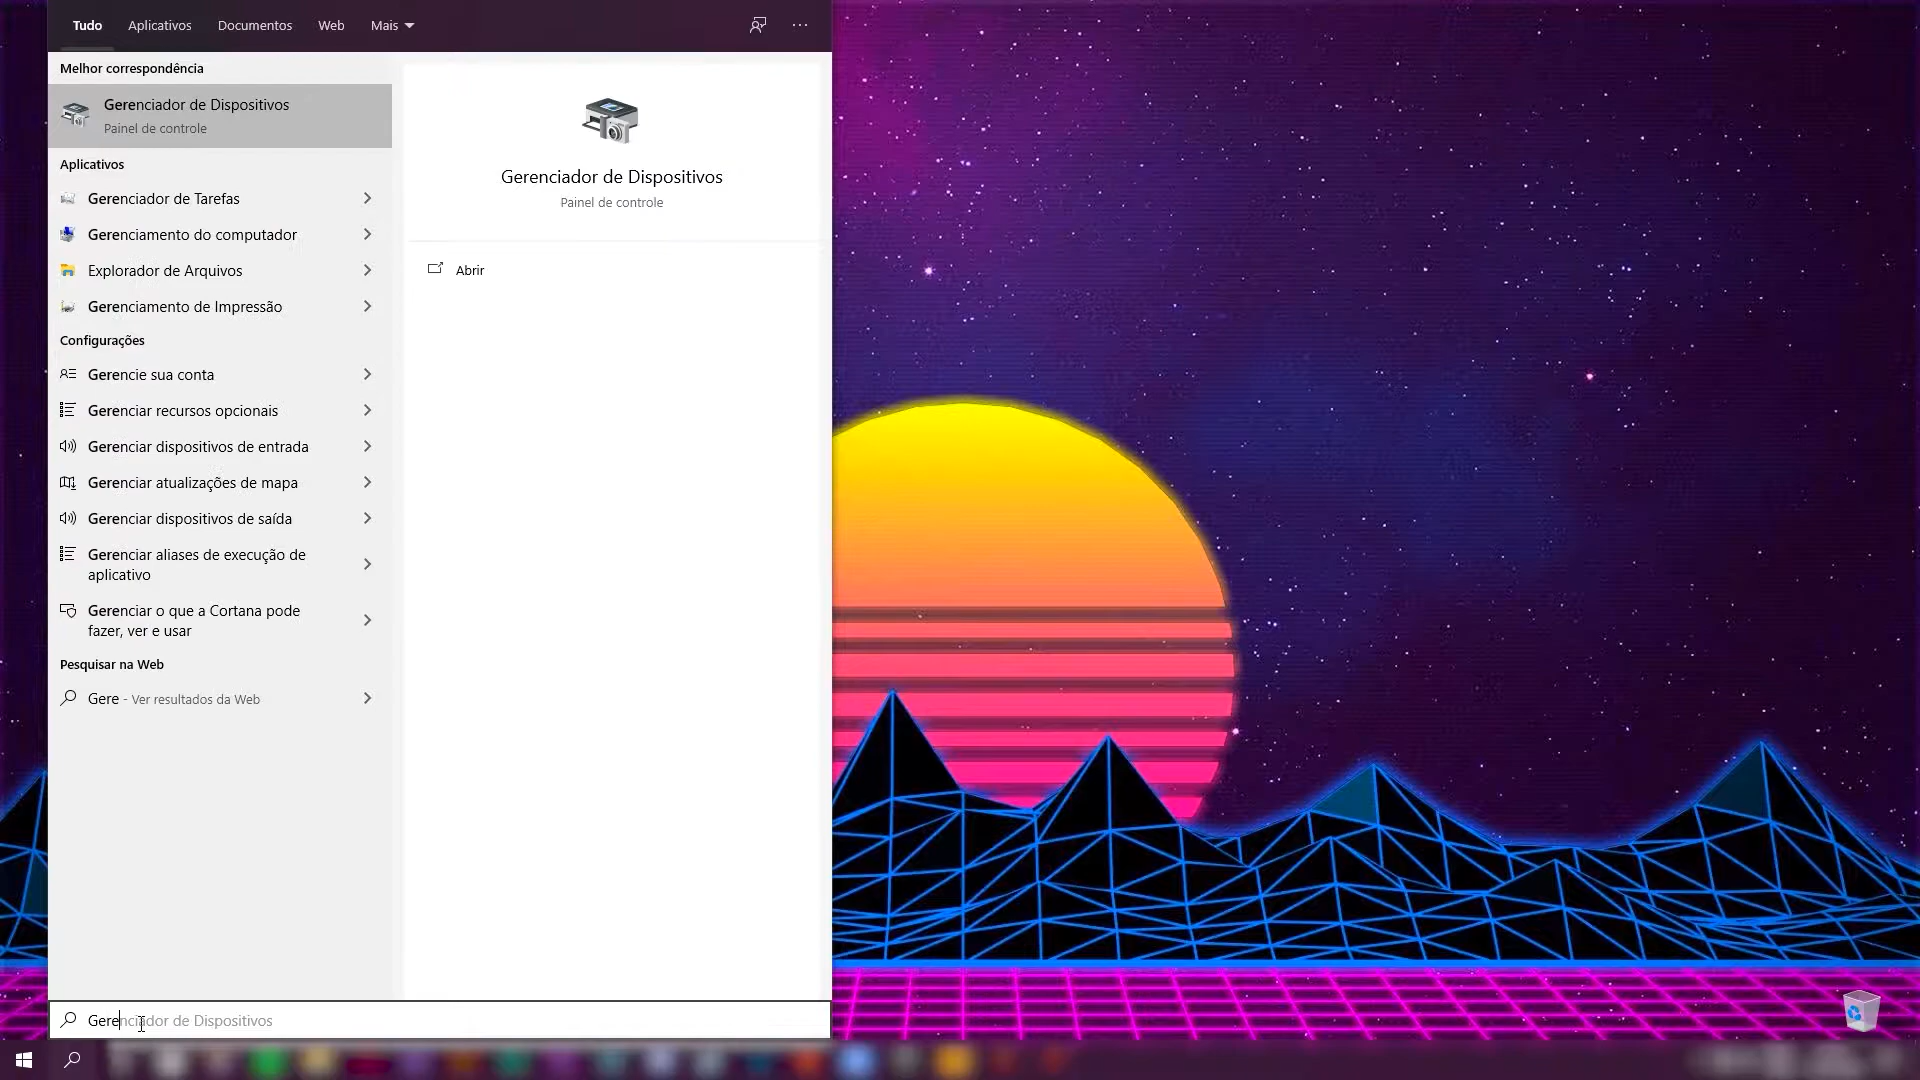 Tudo Aplicativos Documentos Web Mais
Melhor correspondência
Gerenciador de Dispositivos
Painel de controle
Aplicativos
Gerenciador de Tarefas
Gerenciamento do computador
Explorador de Arquivos
Gerenciamento de Impressão
Configurações
Gerencie sua conta
Gerenciar recursos opcionais
Gerenciar dispositivos de entrada
Gerenciar atualizações de mapa
Gerenciar dispositivos de saída
Gerenciar aliases de execução de
aplicativo
Gerenciar o que a Cortana pode
fazer, ver e usar
Pesquisar na Web
Gere - Ver resultados da Web
Gerenciador de Dispositivos
Painel de controle
Abrir
Gerenciador de Dispositivos